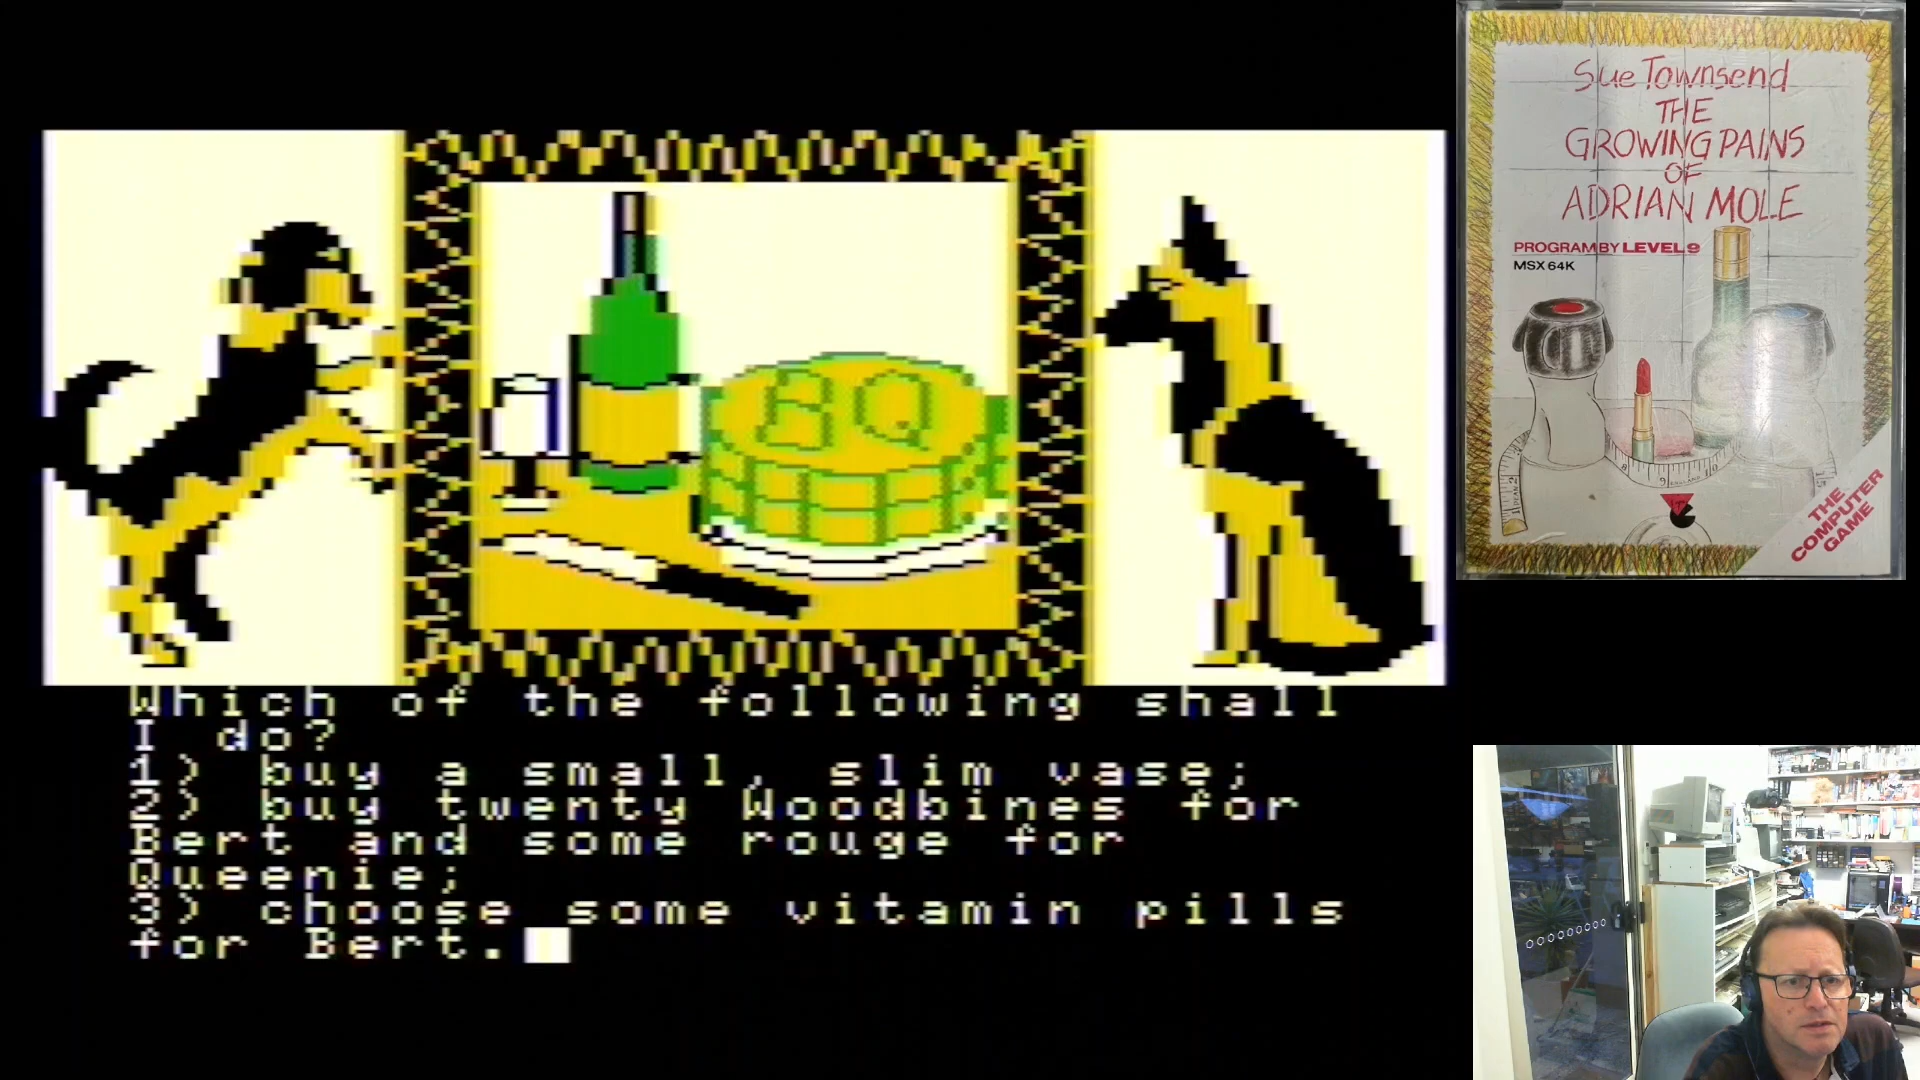 Which of the following shall
I do?
1) buy a small, slim vase;
2) buy twenty Woodbines for
Bert and some rouge for
Queenie;
3) choose some vitamin pills
for Bert.
BQ
Sue Townsend
THE
GROWING PAINS
OF
ADRIAN MOLE
PROGRAM BY LEVEL 9
MSX 64K
THE
COMPUTER
GAME